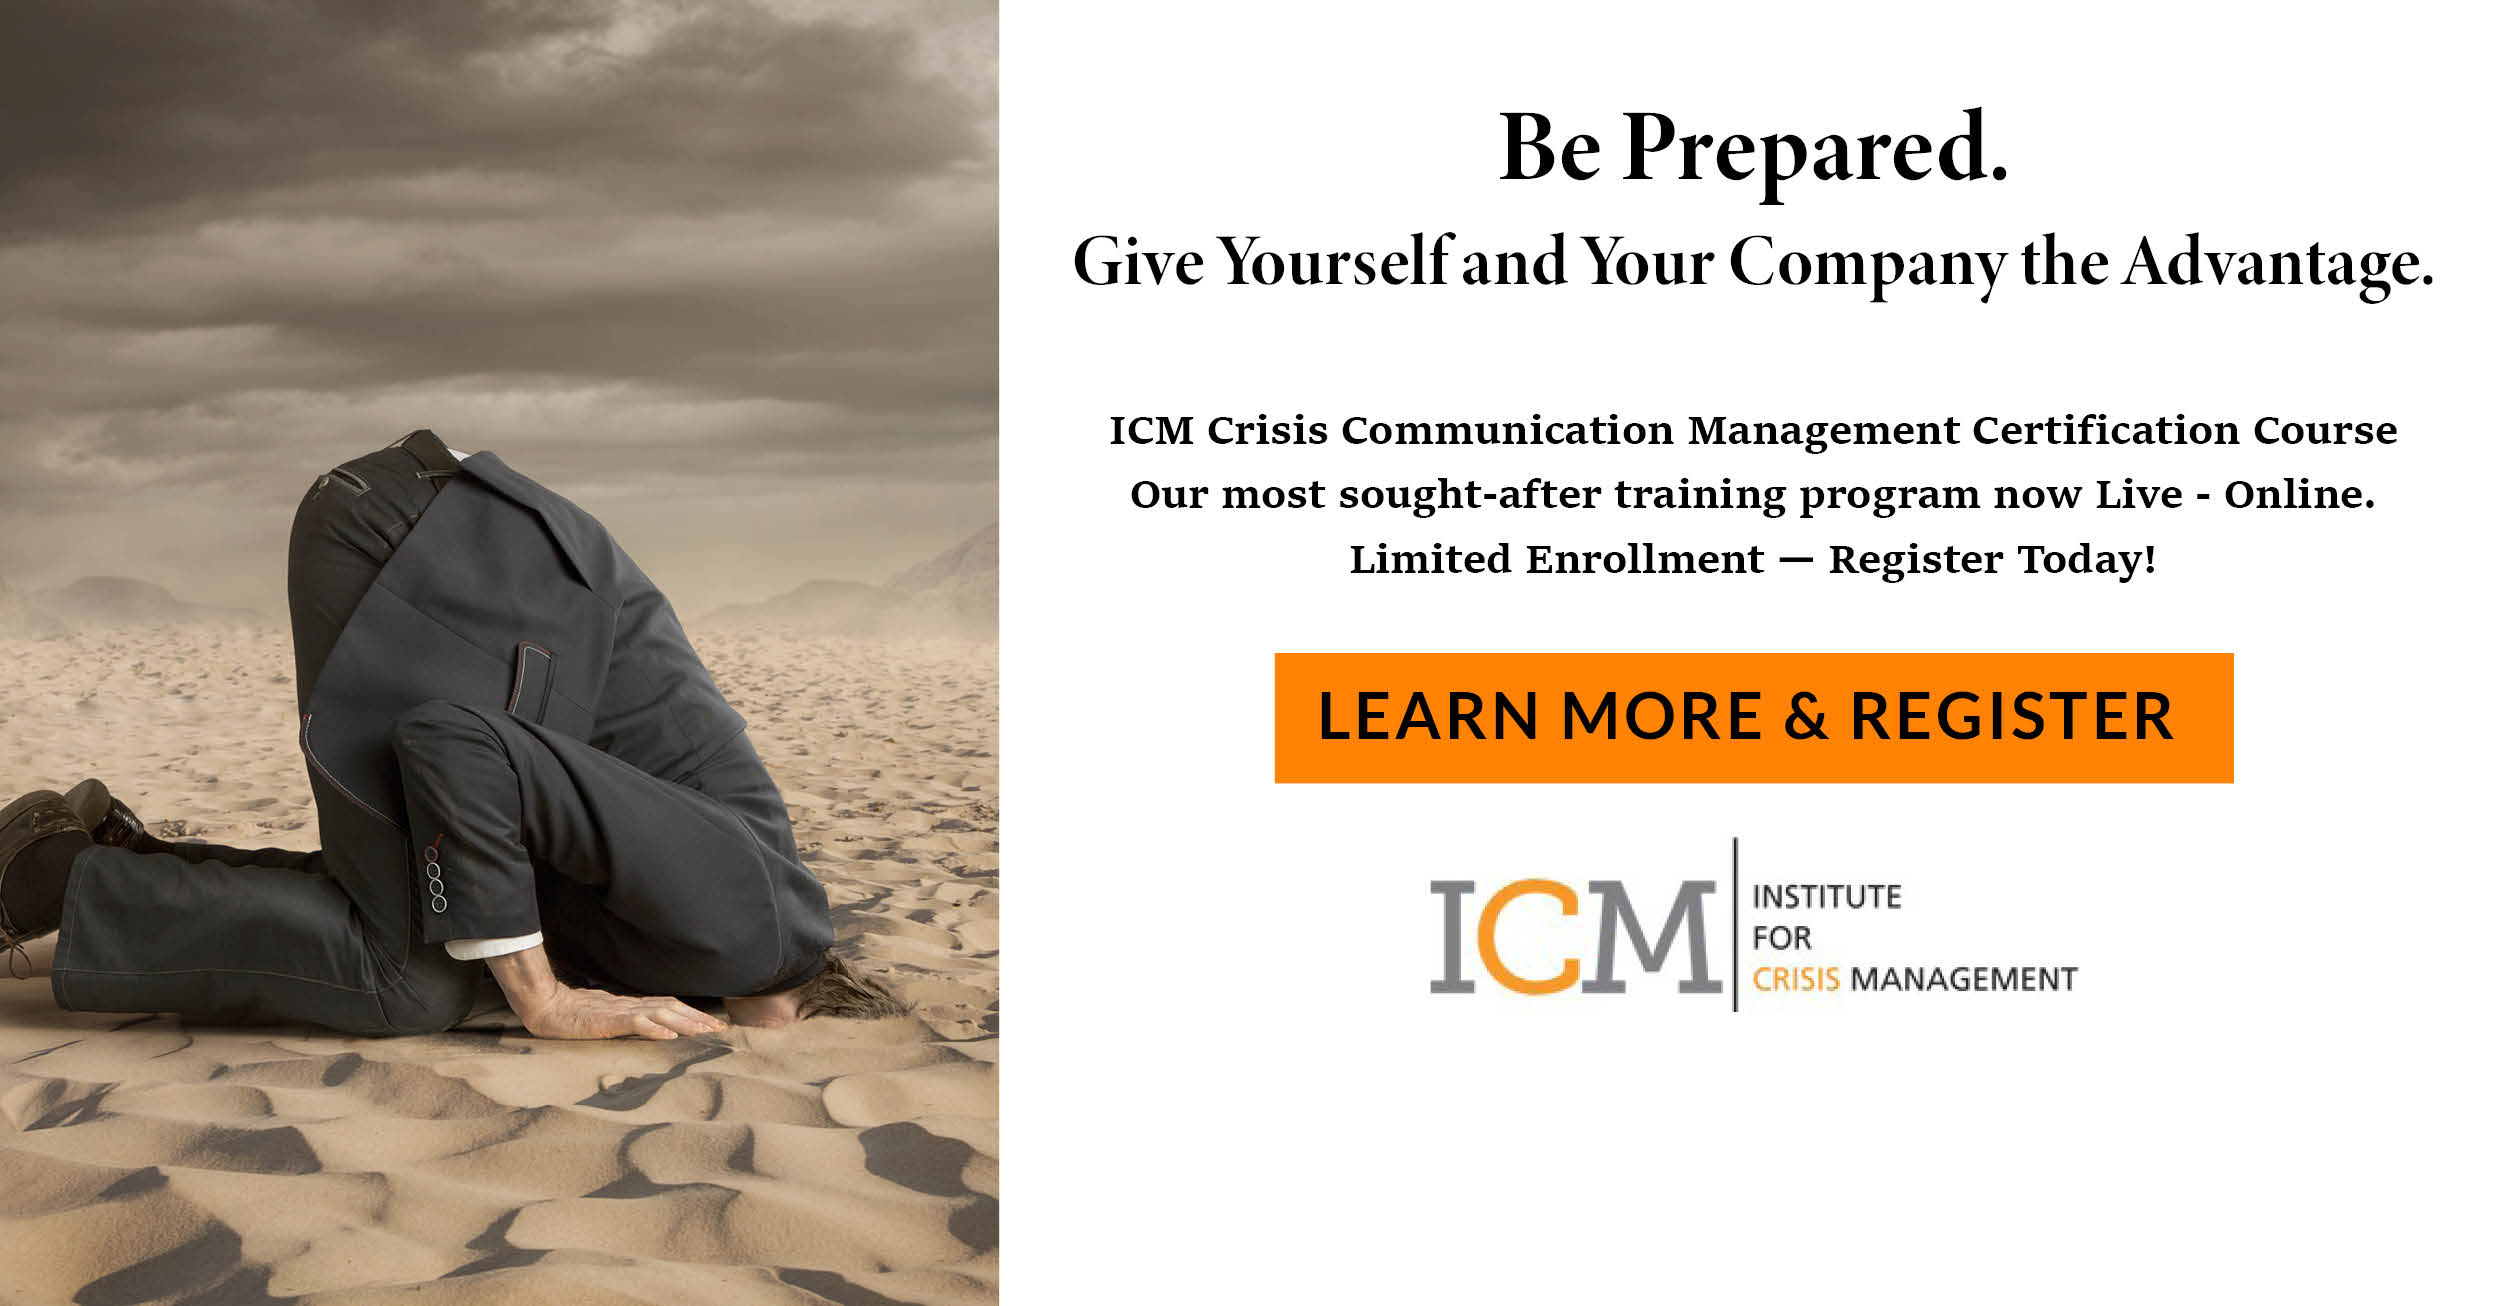 Be Prepared.
Give Yourself and Your Company the Advantage.
ICM Crisis Communication Management Certification Course
Our most sought-after training program now Live - Online.
Limited Enrollment — Register Today!
LEARN MORE & REGISTER
ICM
INSTITUTE
FOR
CRISIS MANAGEMENT